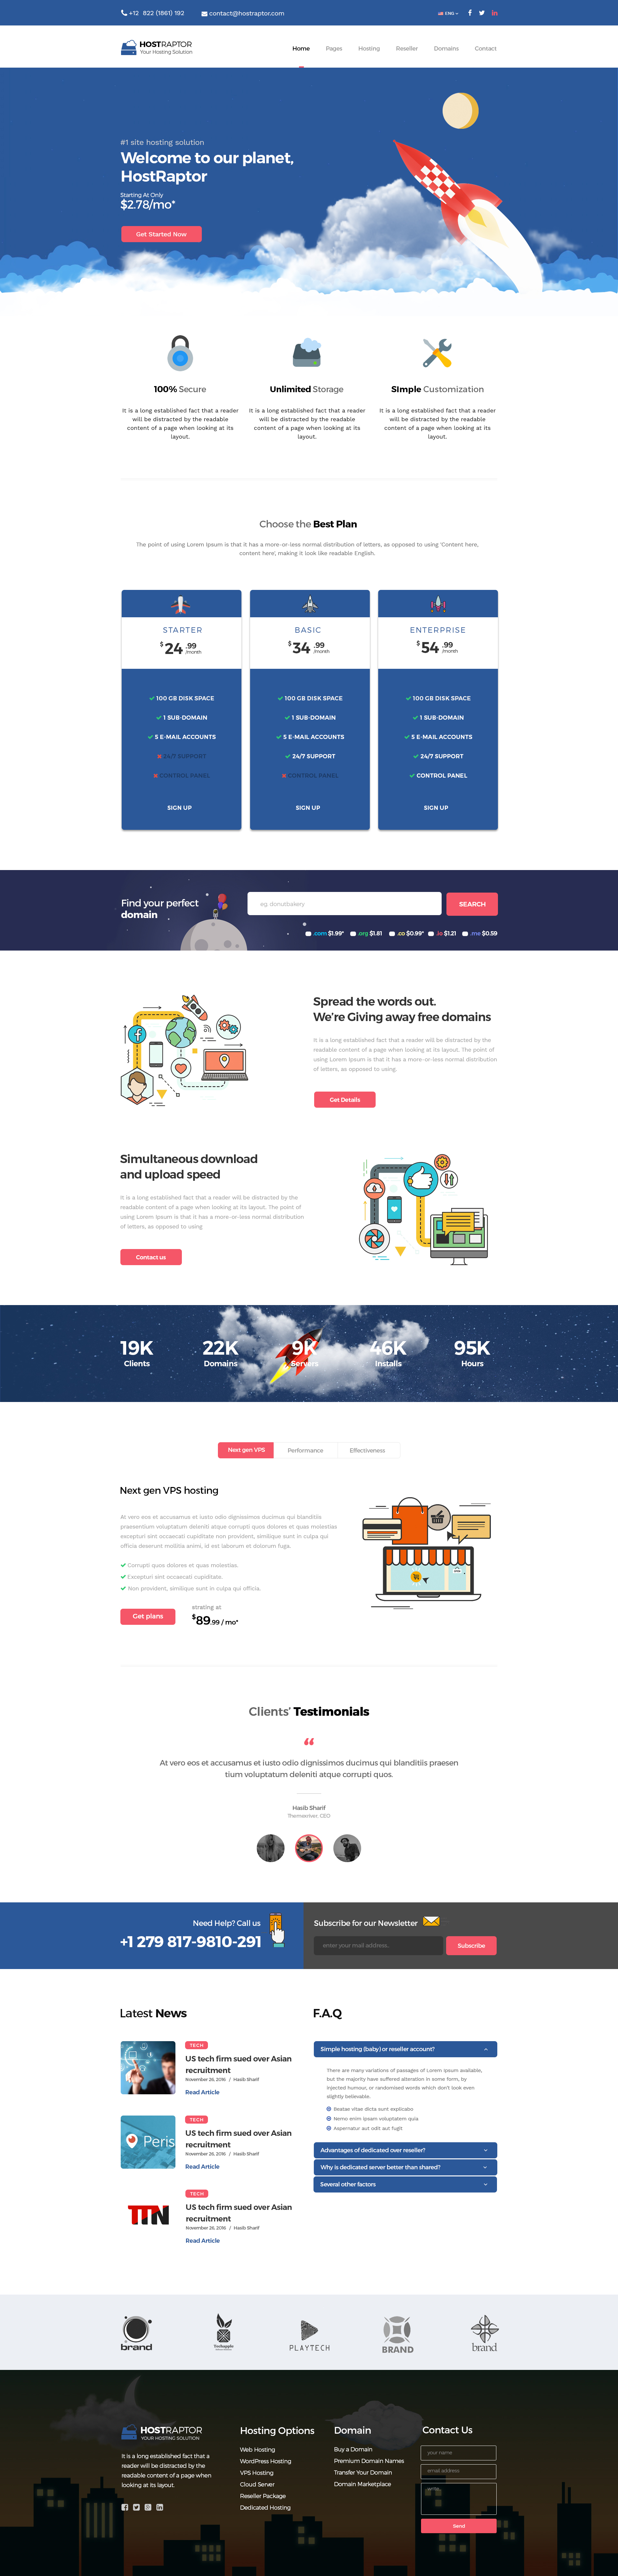 +12 822 (1861) 192
contact@hostraptor.com
ENG
HOSTRAPTOR
Your Hosting Solution
Home
Pages
Hosting
Reseller
Domains
Contact
#1 site hosting solution
Welcome to our planet,
HostRaptor
Starting At Only
$2.78/mo*
Get Started Now
100% Secure
It is a long established fact that a reader
will be distracted by the readable
content of a page when looking at its
layout.
Unlimited Storage
It is a long established fact that a reader
will be distracted by the readable
content of a page when looking at its
layout.
SImple Customization
It is a long established fact that a reader
will be distracted by the readable
content of a page when looking at its
layout.
Choose the Best Plan
The point of using Lorem Ipsum is that it has a more-or-less normal distribution of letters, as opposed to using 'Content here,
content here', making it look like readable English.
STARTER
$24.99
/month
100 GB DISK SPACE
1 SUB-DOMAIN
5 E-MAIL ACCOUNTS
24/7 SUPPORT
CONTROL PANEL
SIGN UP
BASIC
$34.99
/month
100 GB DISK SPACE
1 SUB-DOMAIN
5 E-MAIL ACCOUNTS
24/7 SUPPORT
CONTROL PANEL
SIGN UP
ENTERPRISE
$54.99
/month
100 GB DISK SPACE
1 SUB-DOMAIN
5 E-MAIL ACCOUNTS
24/7 SUPPORT
CONTROL PANEL
SIGN UP
Find your perfect
domain
eg. donustbakery
SEARCH
.com $1.99*
.org $1.81
.co $0.99*
.io $1.21
.me $0.59
Spread the words out.
We're Giving away free domains
It is a long established fact that a reader will be distracted by the
readable content of a page when looking at its layout. The point of
using Lorem Ipsum is that it has a more-or-less normal distribution
of letters, as opposed to using.
Get Details
Simultaneous download
and upload speed
It is a long established fact that a reader will be distracted by the
readable content of a page when looking at its layout. The point of
using Lorem Ipsum is that it has a more-or-less normal distribution
of letters, as opposed to using
Contact us
19K
Clients
22K
Domains
9K
Servers
46K
Installs
95K
Hours
Next gen VPS
Performance
Effectiveness
Next gen VPS hosting
At vero eos et accusamus et iusto odio dignissimos ducimus qui blanditiis
praesentium voluptatum deleniti atque corrupti quos dolores et quas molestias
excepturi sint occaecati cupiditate non provident, similique sunt in culpa qui
officia deserunt mollitia animi, id est laborum et dolorum fuga.
Corrupti quos dolores et quas molestias.
Excepturi sint occaecati cupiditate.
Non provident, similique sunt in culpa qui officia.
Get plans
strating at
$89.99 / mo*
Clients' Testimonials
At vero eos et accusamus et iusto odio dignissimos ducimus qui blanditiis praesen
tium voluptatum deleniti atque corrupti quos.
Hasib Sharif
Themexriver. CEO
Need Help? Call us
+1 279 817-9810-291
Subscribe for our Newsletter
enter your mail address...
Subscribe
Latest News
TECH
US tech firm sued over Asian
recruitment
November 26, 2016 / Hasib Sharif
Read Article
Peris
TECH
US tech firm sued over Asian
recruitment
November 26, 2016 / Hasib Sharif
Read Article
TTN
TECH
US tech firm sued over Asian
recruitment
November 26, 2016 / Hasib Sharif
Read Article
F.A.Q
Simple hosting (baby) or reseller account?
There are many variations of passages of Lorem Ipsum available,
but the majority have suffered alteration in some form, by
injected humour, or randomised words which don't look even
slightly believable.
Beatae vitae dicta sunt explicabo
Nemo enim ipsam voluptatem quia
Aspernatur aut odit aut fugit
Advantages of dedicated over reseller?
Why is dedicated server better than shared?
Several other factors
brand
PLAYTECH
BRAND
brand
HOSTRAPTOR
YOUR HOSTING SOLUTION
It is a long established fact that a
reader will be distracted by the
readable content of a page when
looking at its layout.
Hosting Options
Web Hosting
WordPress Hosting
VPS Hosting
Cloud Server
Reseller Package
Dedicated Hosting
Domain
Buy a Domain
Premium Domain Names
Transfer Your Domain
Domain Marketplace
Contact Us
your name
email address
Send